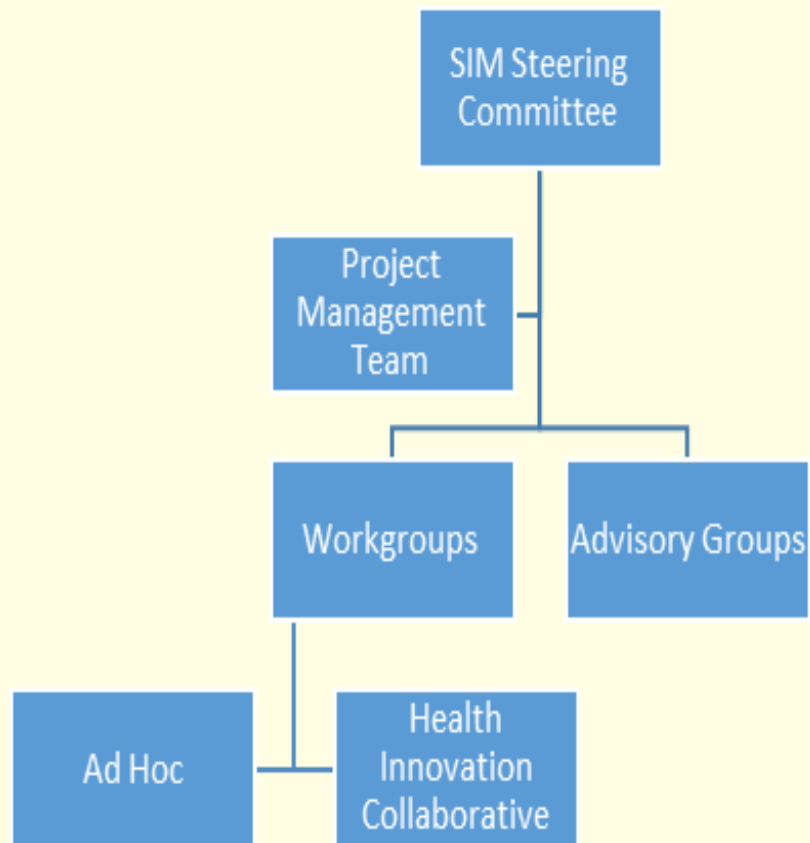 SIM Steering
Committee
Project
Management
Team
Workgroups
Advisory Groups
Ad Hoc
Health
Innovation
Collaborative